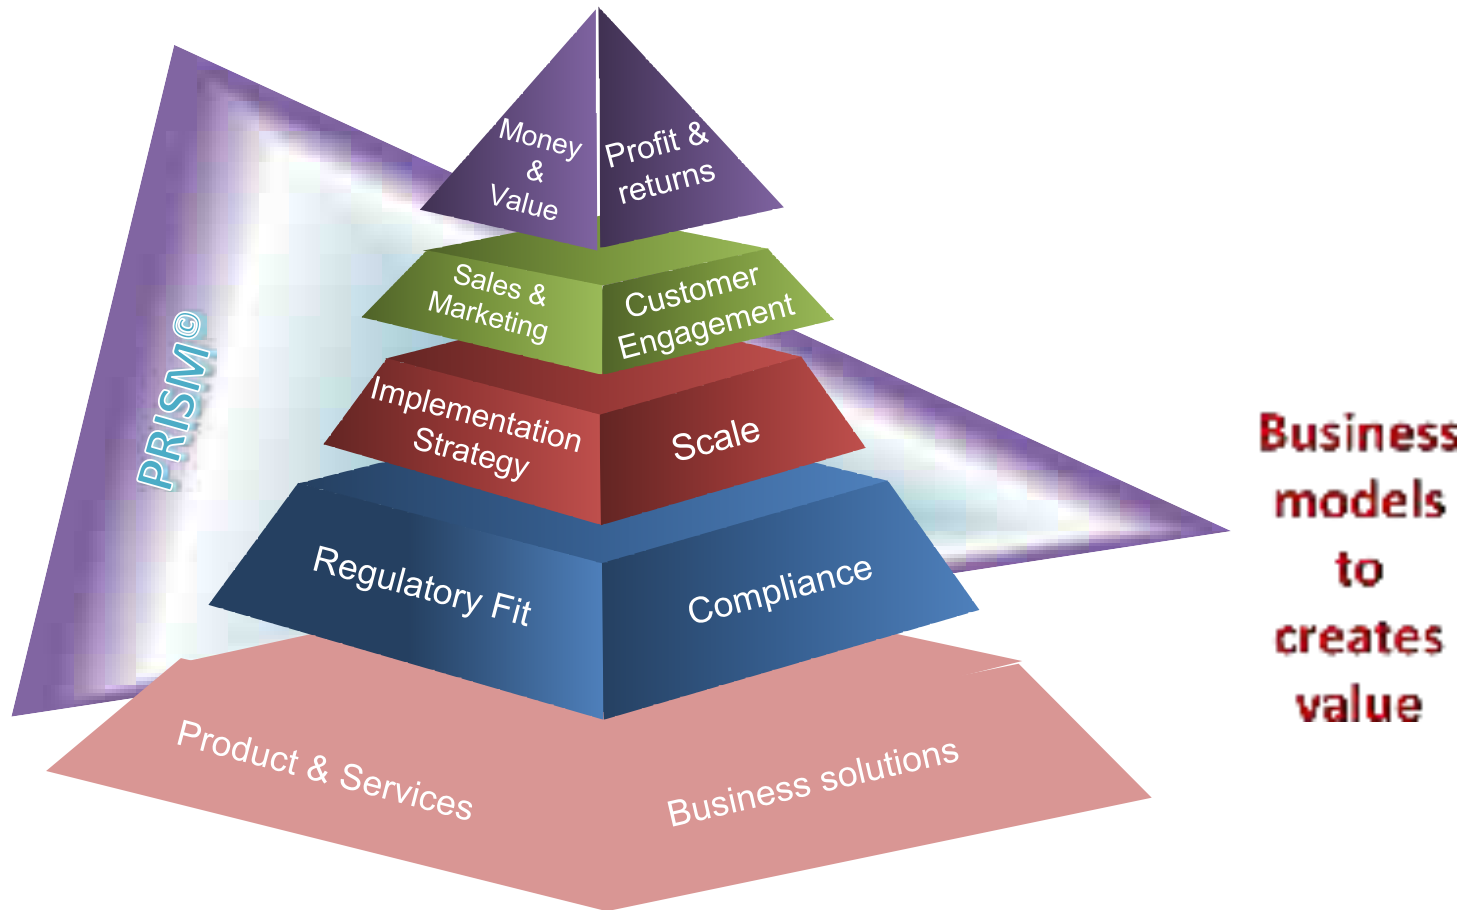 Money
&
Value
Profit &
returns
Sales &
Marketing
Customer
Engagement
Implementation
Strategy
Scale
Regulatory Fit
Compliance
Product & Services
Business solutions
PRISM©
Business
models
to
creates
value